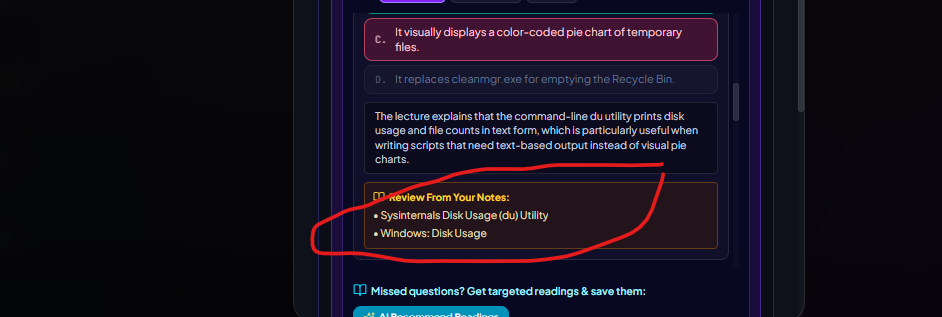 C. It visually displays a color-coded pie chart of temporary
files.
D. It replaces cleanmgr.exe for emptying the Recycle Bin.
The lecture explains that the command-line du utility prints disk
usage and file counts in text form, which is particularly useful when
writing scripts that need text-based output instead of visual pie
charts.
Review From Your Notes:
• Sysinternals Disk Usage (du) Utility
• Windows: Disk Usage
Missed questions? Get targeted readings & save them:
AI Recommend Readings